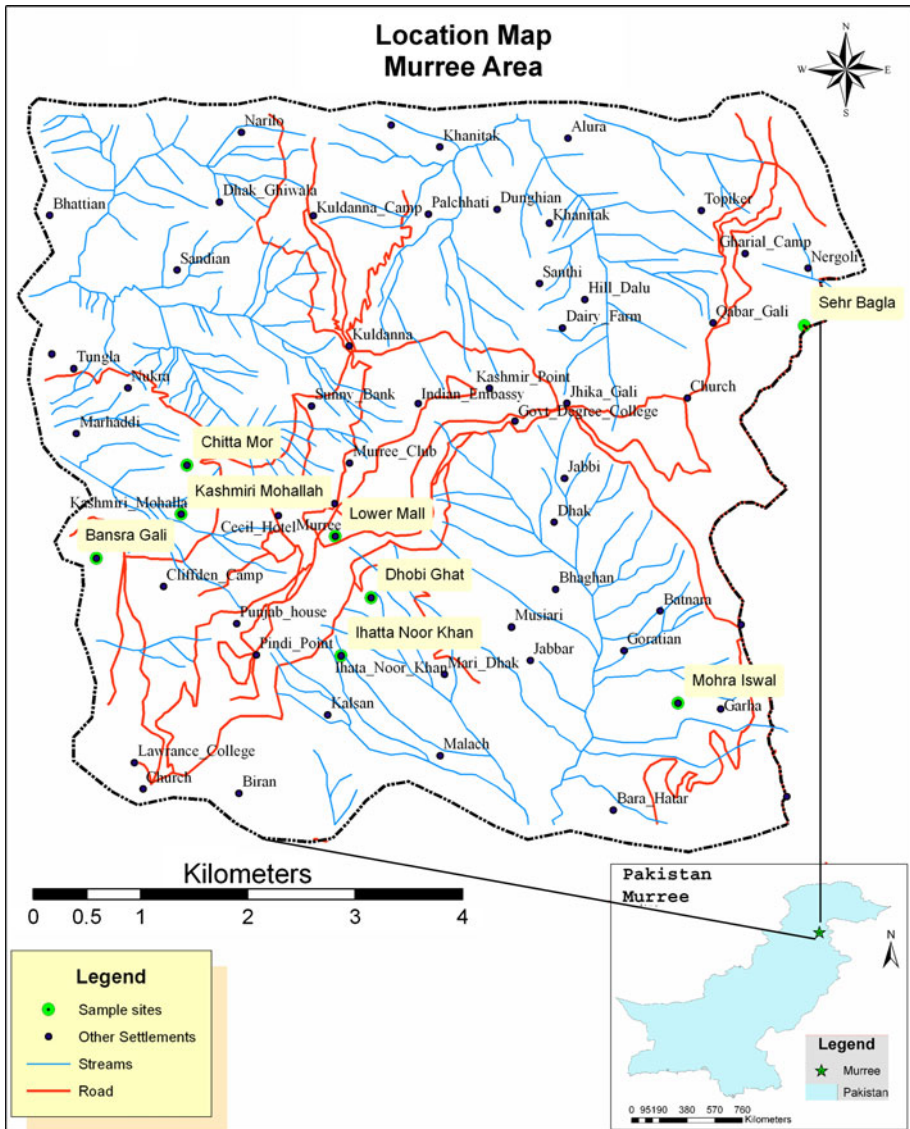 Location Map
Murree Area
N
W
E
S
Narilo
Khanitak
Alura
Bhattian
Dhak_Ghiwala
Kuldanna_Camp
Palchhati
Dunghian
Khanitak
Topiker
Gharial_Camp
Nergoli
Sandian
Santhi
Hill_Dalu
Sehr Bagla
Dairy_Farm
Qabar_Gali
Kuldanna
Tungla
Nukra
Sunny_Bank
Indian_Embassy
Kashmir_Point
Jhika_Gali
Church
Govt_Degree_College
Marhaddi
Chitta Mor
Murree_Club
Jabbi
Kashmiri Mohallah
Kashmiri_Mohalla
Lower Mall
Cecil_Hotel
Murree
Dhak
Bansra Gali
Cliffden_Camp
Dhobi Ghat
Bhaghan
Batnara
Punjab_house
Musiari
Ihatta Noor Khan
Pindi_Point
Ihata_Noor_Khan
Mari_Dhak
Jabbar
Goratian
Mohra Iswal
Garha
Kalsan
Malach
Lawrance_College
Church
Biran
Bara_Hatar
Kilometers
0 0.5 1 2 3 4
Legend
Sample sites
Other Settlements
Streams
Road
Pakistan
Murree
N
Legend
Murree
Pakistan
0 95190 380 570 760
Kilometers